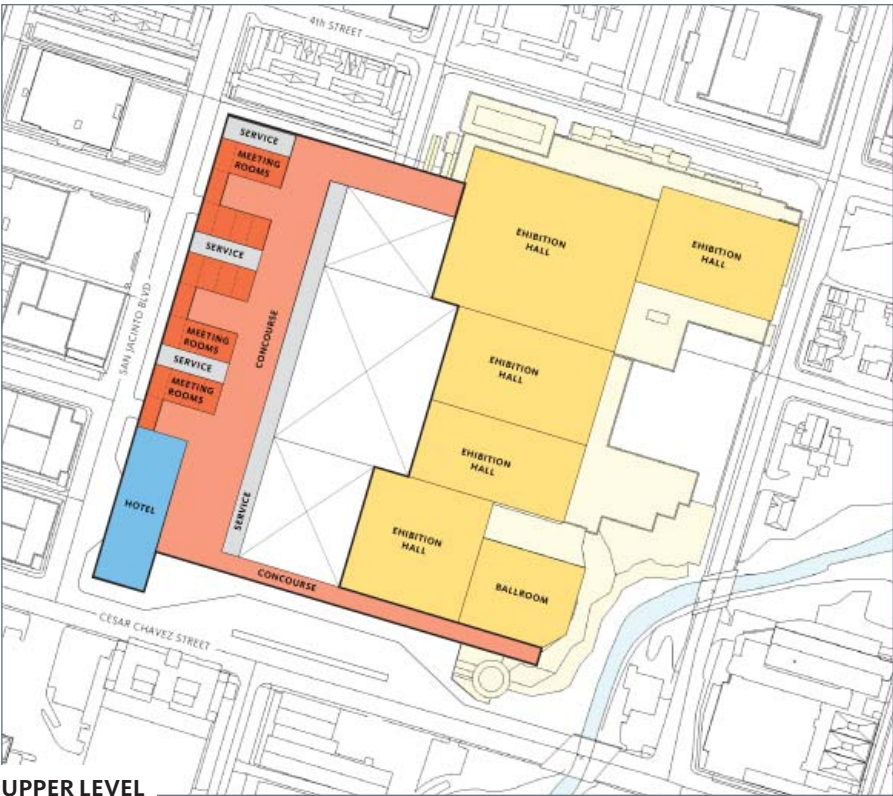 4th STREET
SERVICE
MEETING
ROOMS
EHIBITION
HALL
EHIBITION
HALL
SERVICE
SAN JACINTO BLVD
CONCOURSE
MEETING
ROOMS
SERVICE
MEETING
ROOMS
EHIBITION
HALL
EHIBITION
HALL
HOTEL
SERVICE
EHIBITION
HALL
CONCOURSE
BALLROOM
CESAR CHAVEZ STREET
UPPER LEVEL